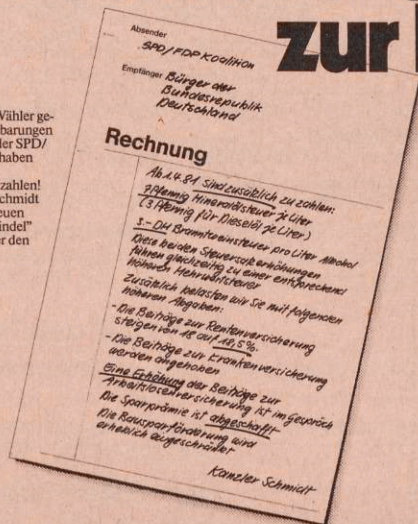 zur
Wähler ge-
barungen
der SPD/
haben
zahlen!
chmidt
euen
indel"
er den
Absender
SPD/FDP Koalition
Empfänger Bürger der
Bundesrepublik
Deutschland
Rechnung
Ab 1.4.81 sind zusätzlich zu zahlen:
7 Pfennig Mineralölsteuer je Liter
(3 Pfennig für Dieselöl je Liter)
3.- DM Branntweinsteuer pro Liter Alkohol
Diese beiden Steuersatzerhöhungen
führen gleichzeitig zu einer entsprechend
höheren Mehrwertsteuer
Zusätzlich belasten wir Sie mit folgenden
höheren Abgaben:
- Die Beiträge zur Rentenversicherung
steigen von 18 auf 18,5%.
- Die Beiträge zur Krankenversicherung
werden angehoben
Eine Erhöhung der Beiträge zur
Arbeitslosenversicherung ist im Gespräch
Die Sparprämie ist abgeschafft
Die Bausparförderung wird
erheblich eingeschränkt
Kanzler Schmidt